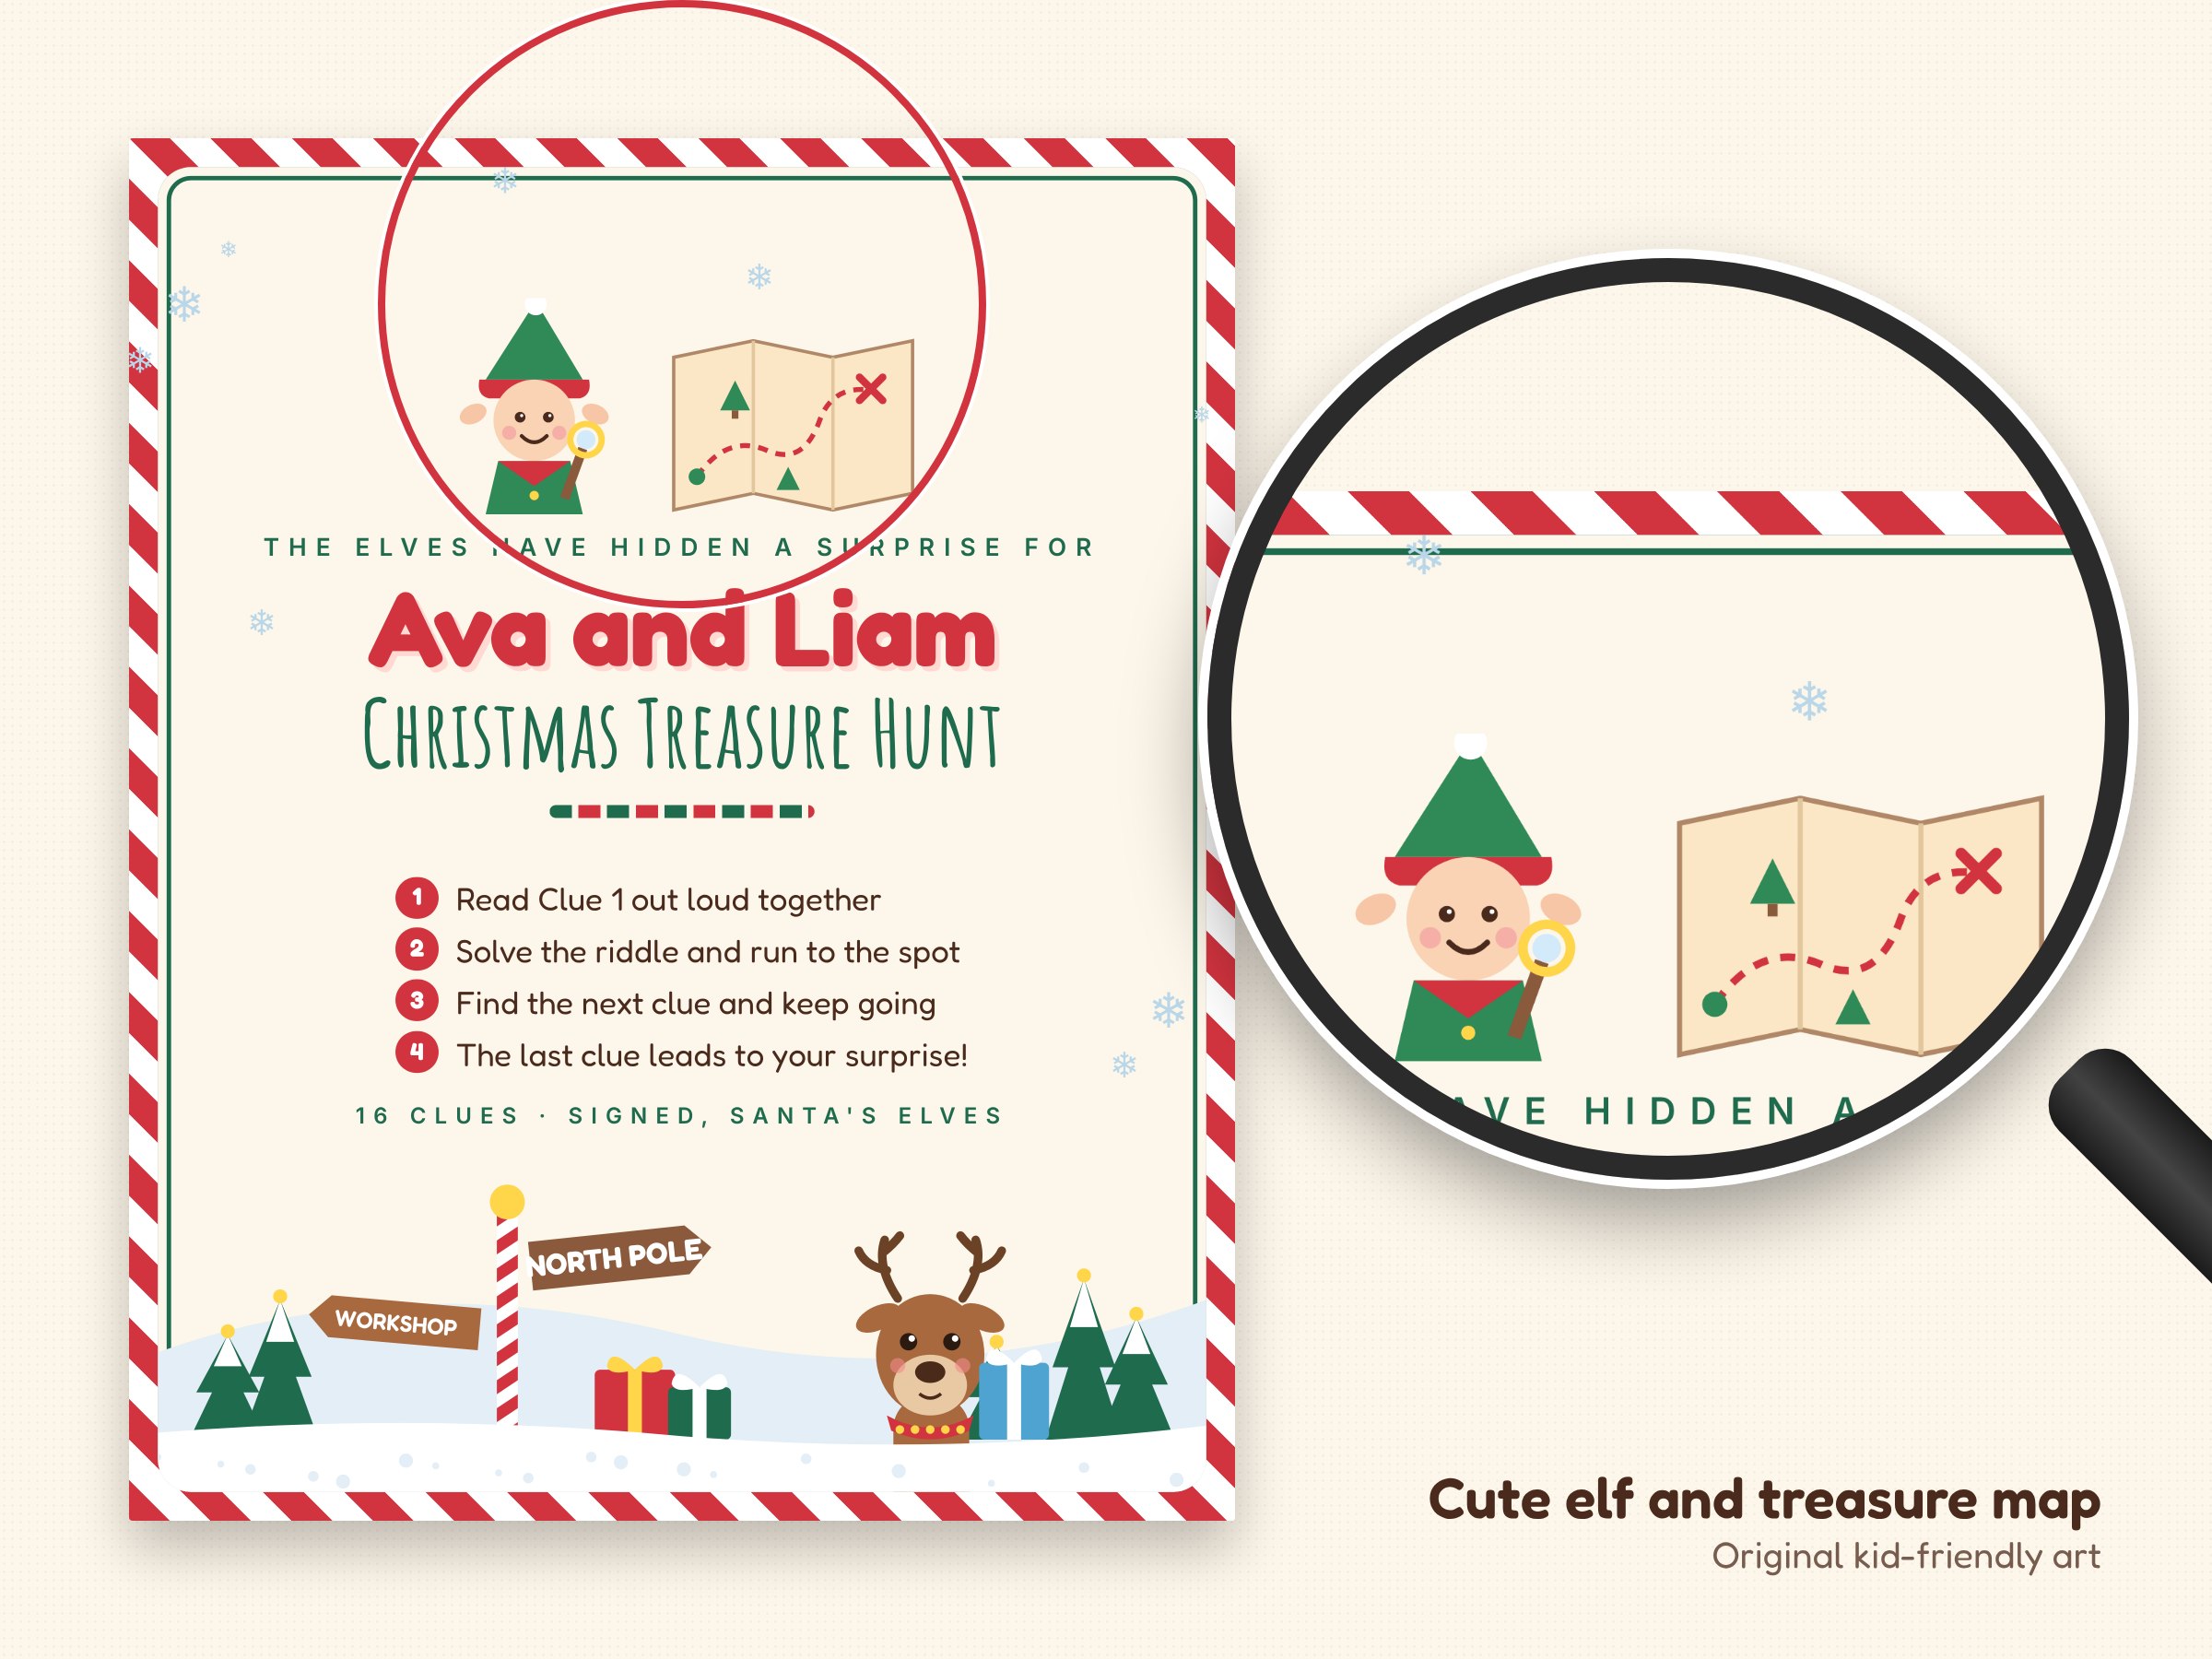 THE ELVES HAVE HIDDEN A SURPRISE FOR
Ava and Liam
CHRISTMAS TREASURE HUNT
1 Read Clue 1 out loud together
2 Solve the riddle and run to the spot
3 Find the next clue and keep going
4 The last clue leads to your surprise!
16 CLUES · SIGNED, SANTA'S ELVES
NORTH POLE
WORKSHOP
AVE HIDDEN A
Cute elf and treasure map
Original kid-friendly art